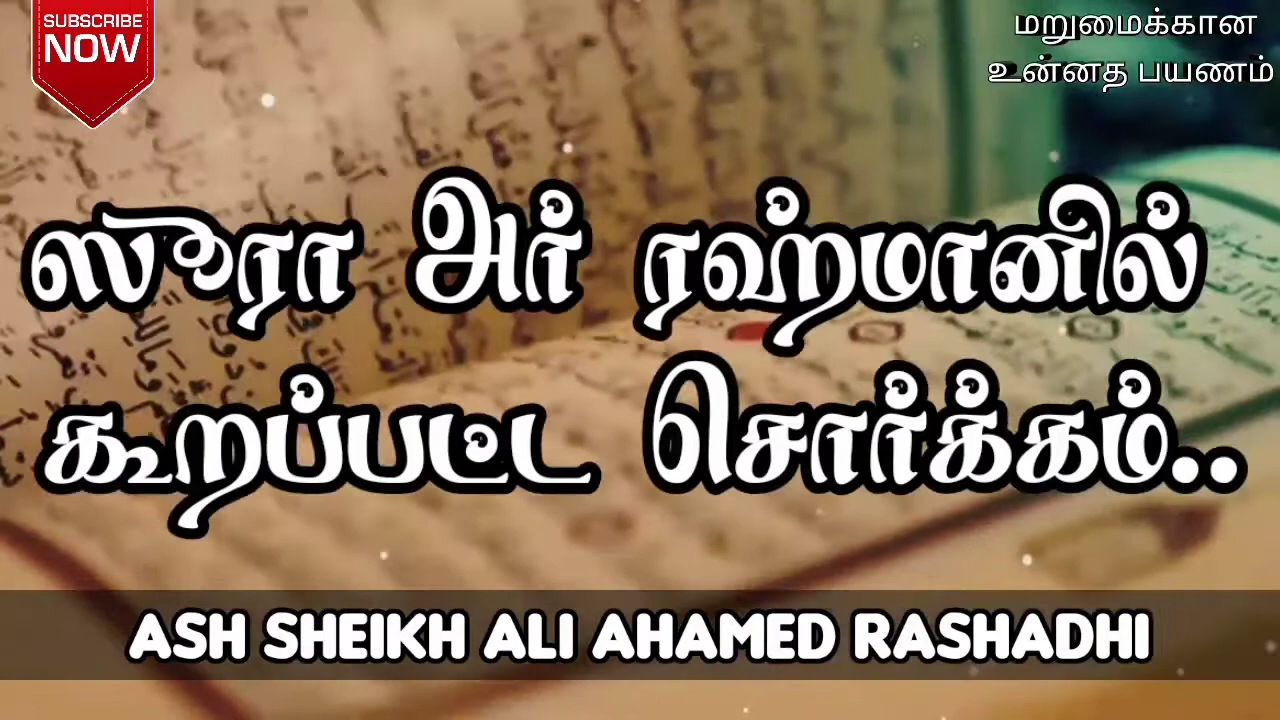 SUBSCRIBE
NOW
மறுமைக்கான
உன்னத பயணம்
ஸூரா அர் ரஹ்மானில்
கூறப்பட்ட சொர்க்கம்..
ASH SHEIKH ALI AHAMED RASHADHI